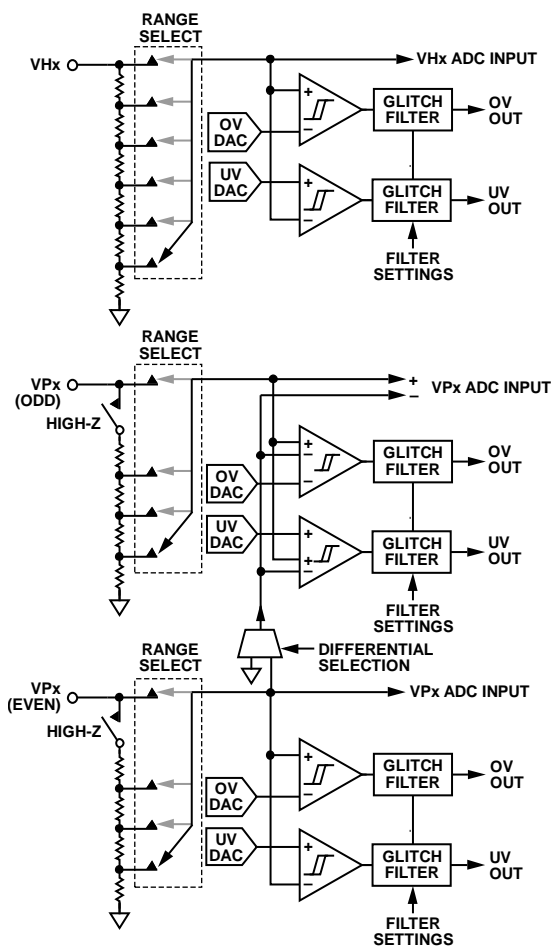 RANGE
SELECT
VHx
VHx ADC INPUT
+
−
OV
DAC
GLITCH
FILTER
OV
OUT
UV
DAC
+
−
GLITCH
FILTER
UV
OUT
FILTER
SETTINGS
RANGE
SELECT
VPx
(ODD)
HIGH-Z
+
−
VPx ADC INPUT
+
−
−
OV
DAC
GLITCH
FILTER
OV
OUT
UV
DAC
+
+
−
GLITCH
FILTER
UV
OUT
FILTER
SETTINGS
DIFFERENTIAL
SELECTION
RANGE
SELECT
VPx
(EVEN)
HIGH-Z
VPx ADC INPUT
+
−
OV
DAC
GLITCH
FILTER
OV
OUT
UV
DAC
+
−
GLITCH
FILTER
UV
OUT
FILTER
SETTINGS